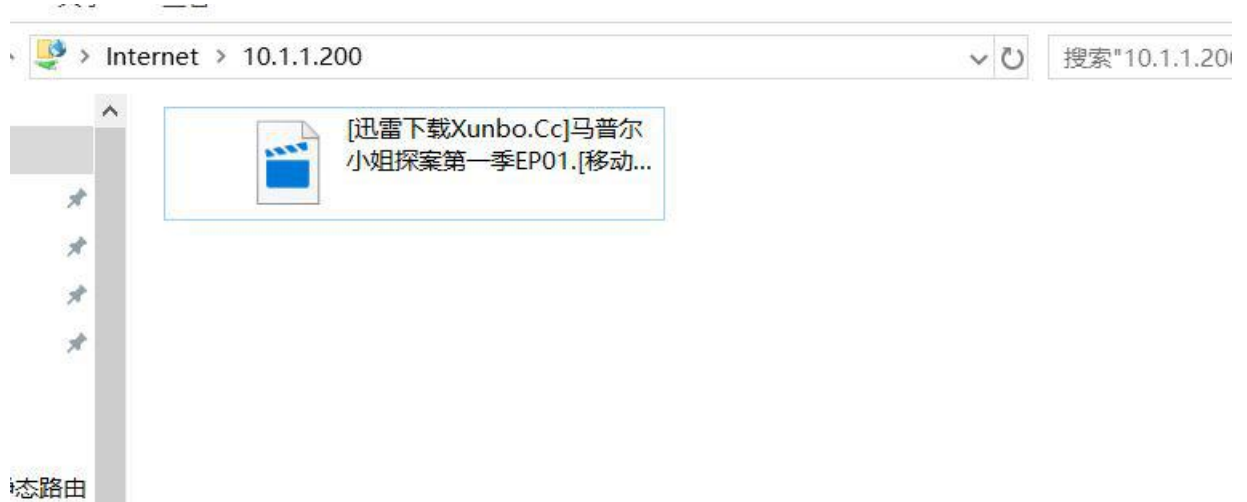 Internet > 10.1.1.200
搜索"10.1.1.20
[迅雷下载Xunbo.Cc]马普尔
小姐探案第一季EP01.[移动...
态路由